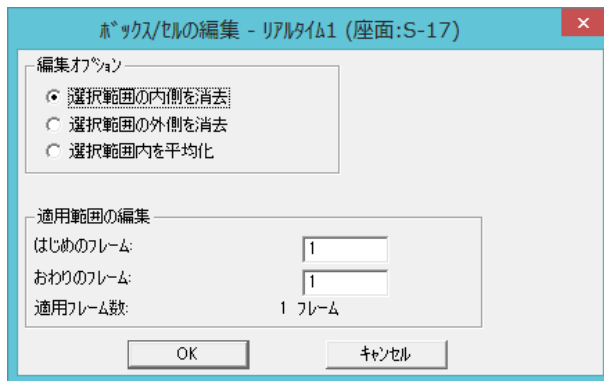 ﾎﾞｯｸｽ/ｾﾙの編集 - ﾘｱﾙﾀｲﾑ1 (座面:S-17)
編集ｵﾌﾟｼｮﾝ
選択範囲の内側を消去
選択範囲の外側を消去
選択範囲内を平均化
適用範囲の編集
はじめのﾌﾚｰﾑ: 1
おわりのﾌﾚｰﾑ: 1
適用ﾌﾚｰﾑ数: 1 ﾌﾚｰﾑ
OK ｷｬﾝｾﾙ